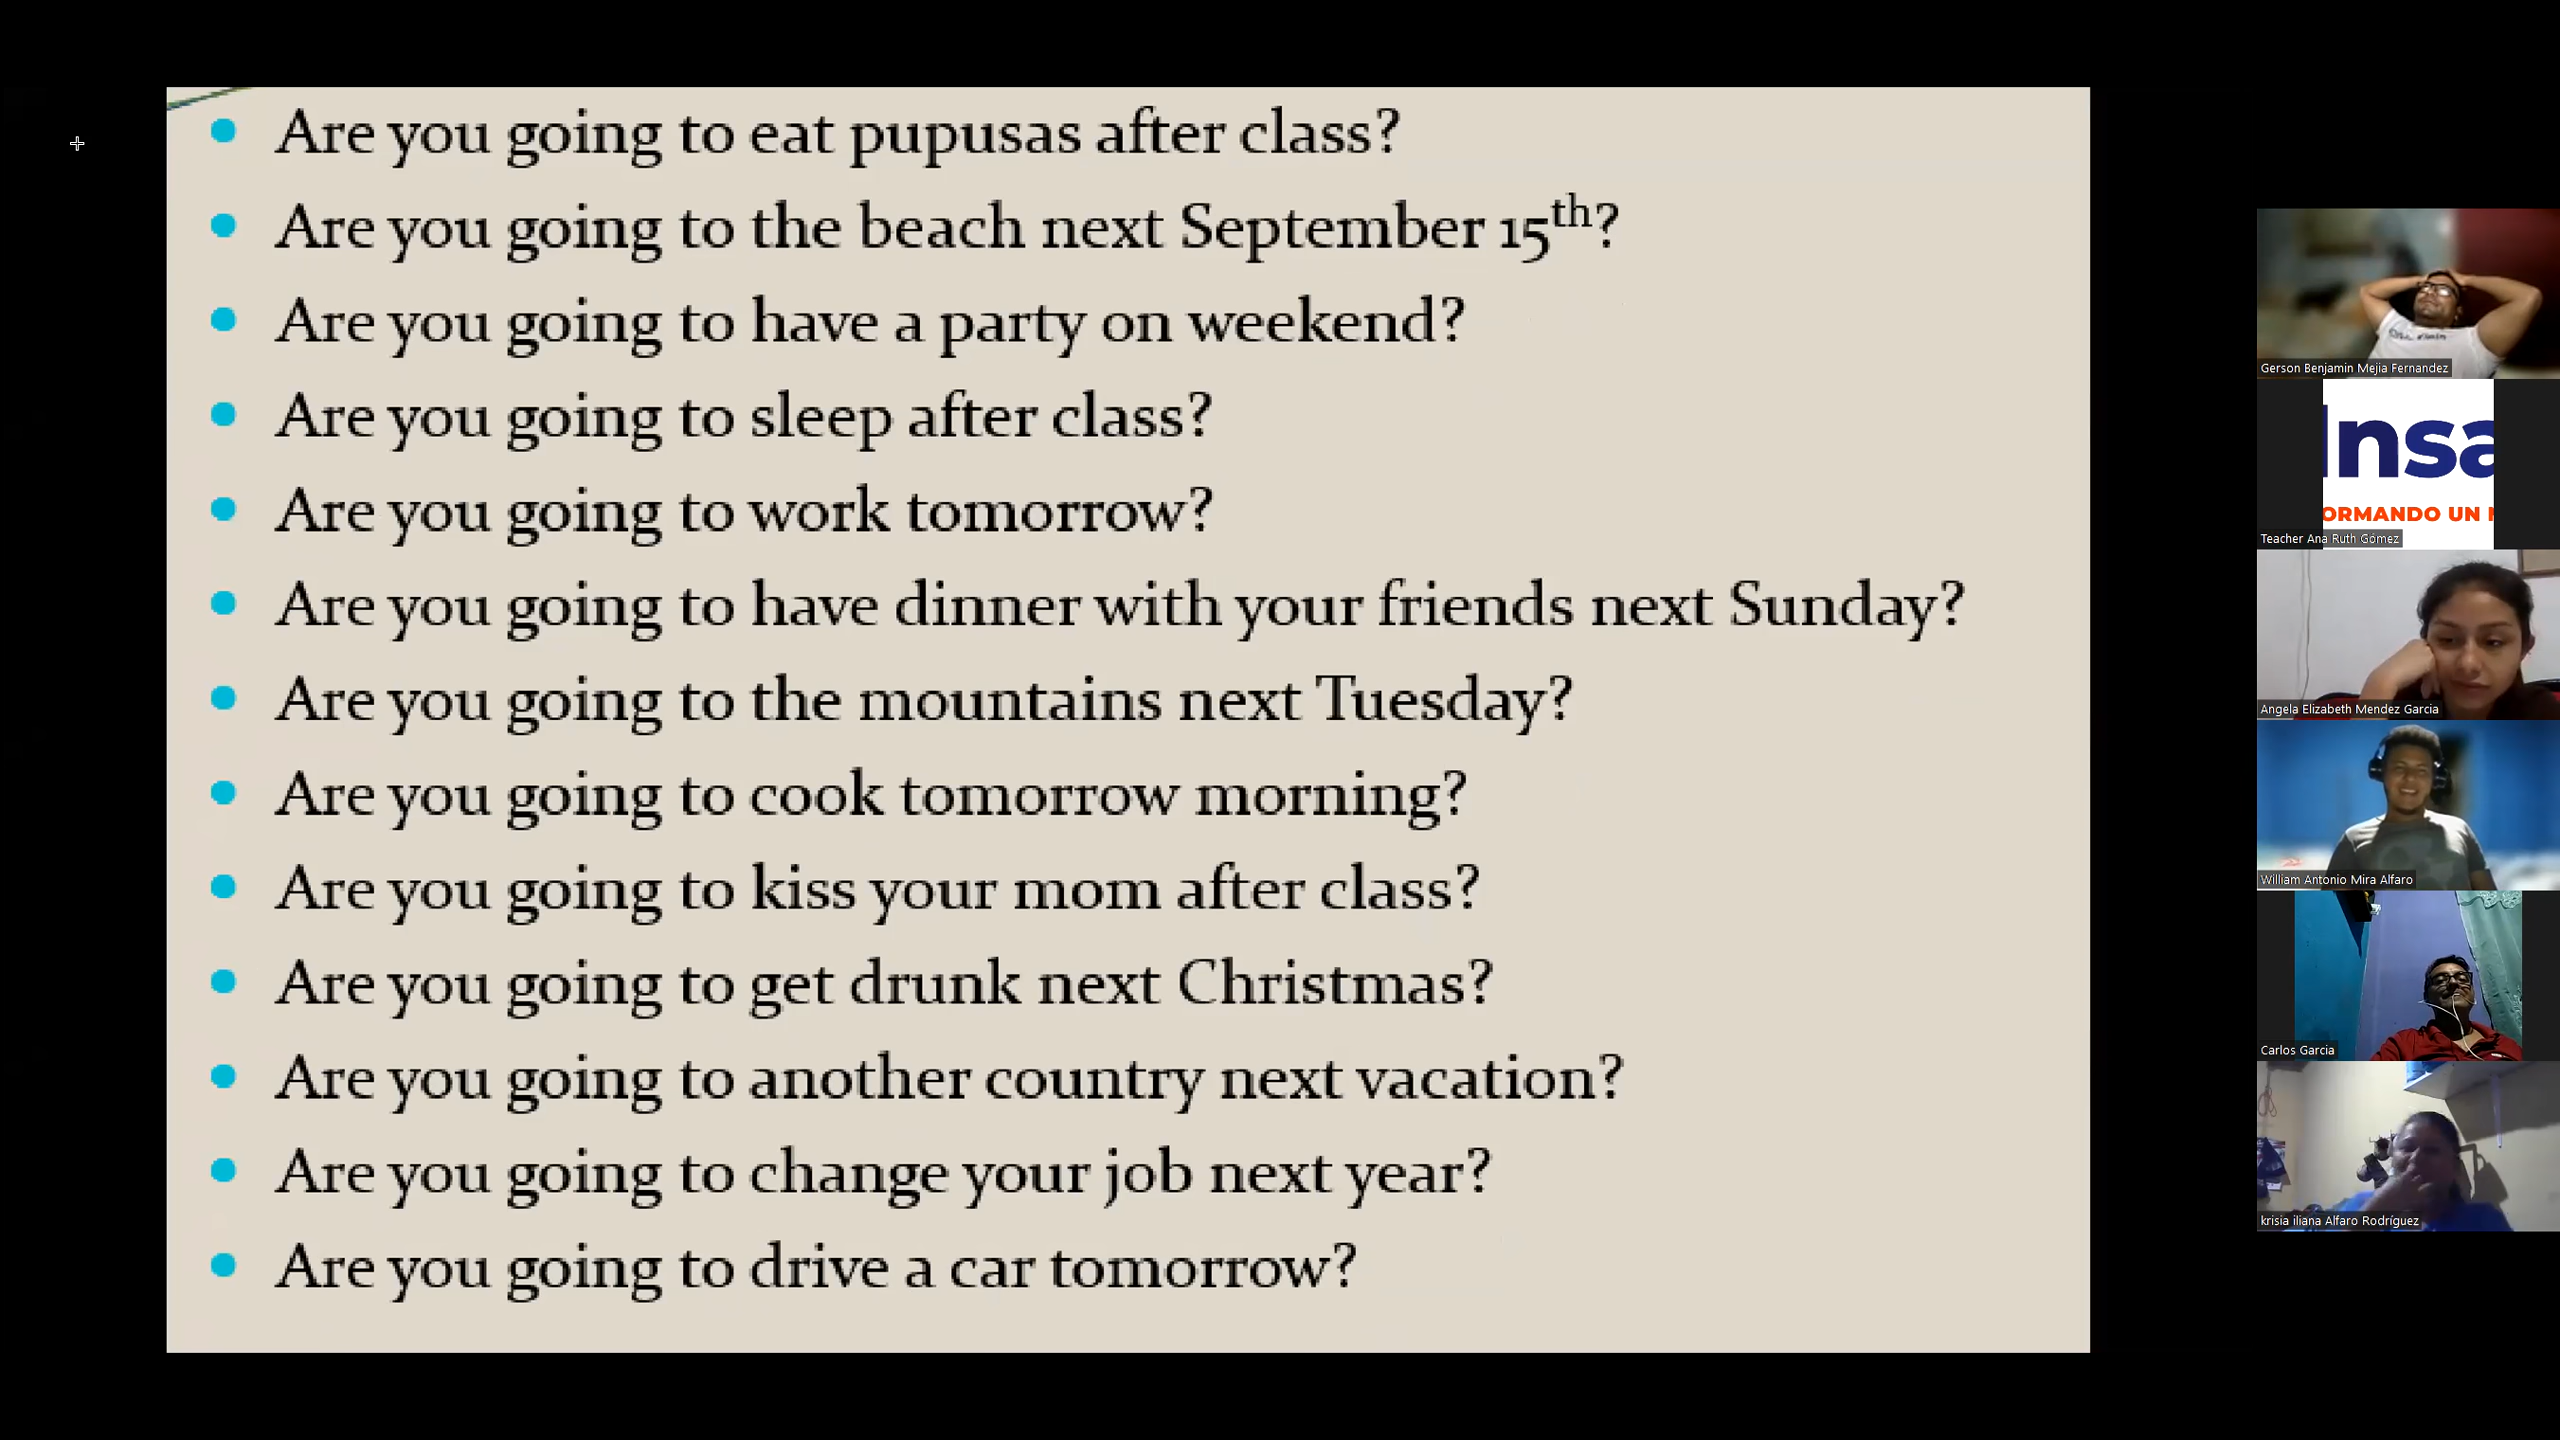 Are you going to eat pupusas after class?
Are you going to the beach next September 15th?
Are you going to have a party on weekend?
Are you going to sleep after class?
Are you going to work tomorrow?
Are you going to have dinner with your friends next Sunday?
Are you going to the mountains next Tuesday?
Are you going to cook tomorrow morning?
Are you going to kiss your mom after class?
Are you going to get drunk next Christmas?
Are you going to another country next vacation?
Are you going to change your job next year?
Are you going to drive a car tomorrow?
Gerson Benjamin Mejia Fernandez
Insa
ORMANDO UN
Teacher Ana Ruth Gómez
Angela Elizabeth Mendez Garcia
William Antonio Mira Alfaro
Carlos Garcia
krisia iliana Alfaro Rodríguez